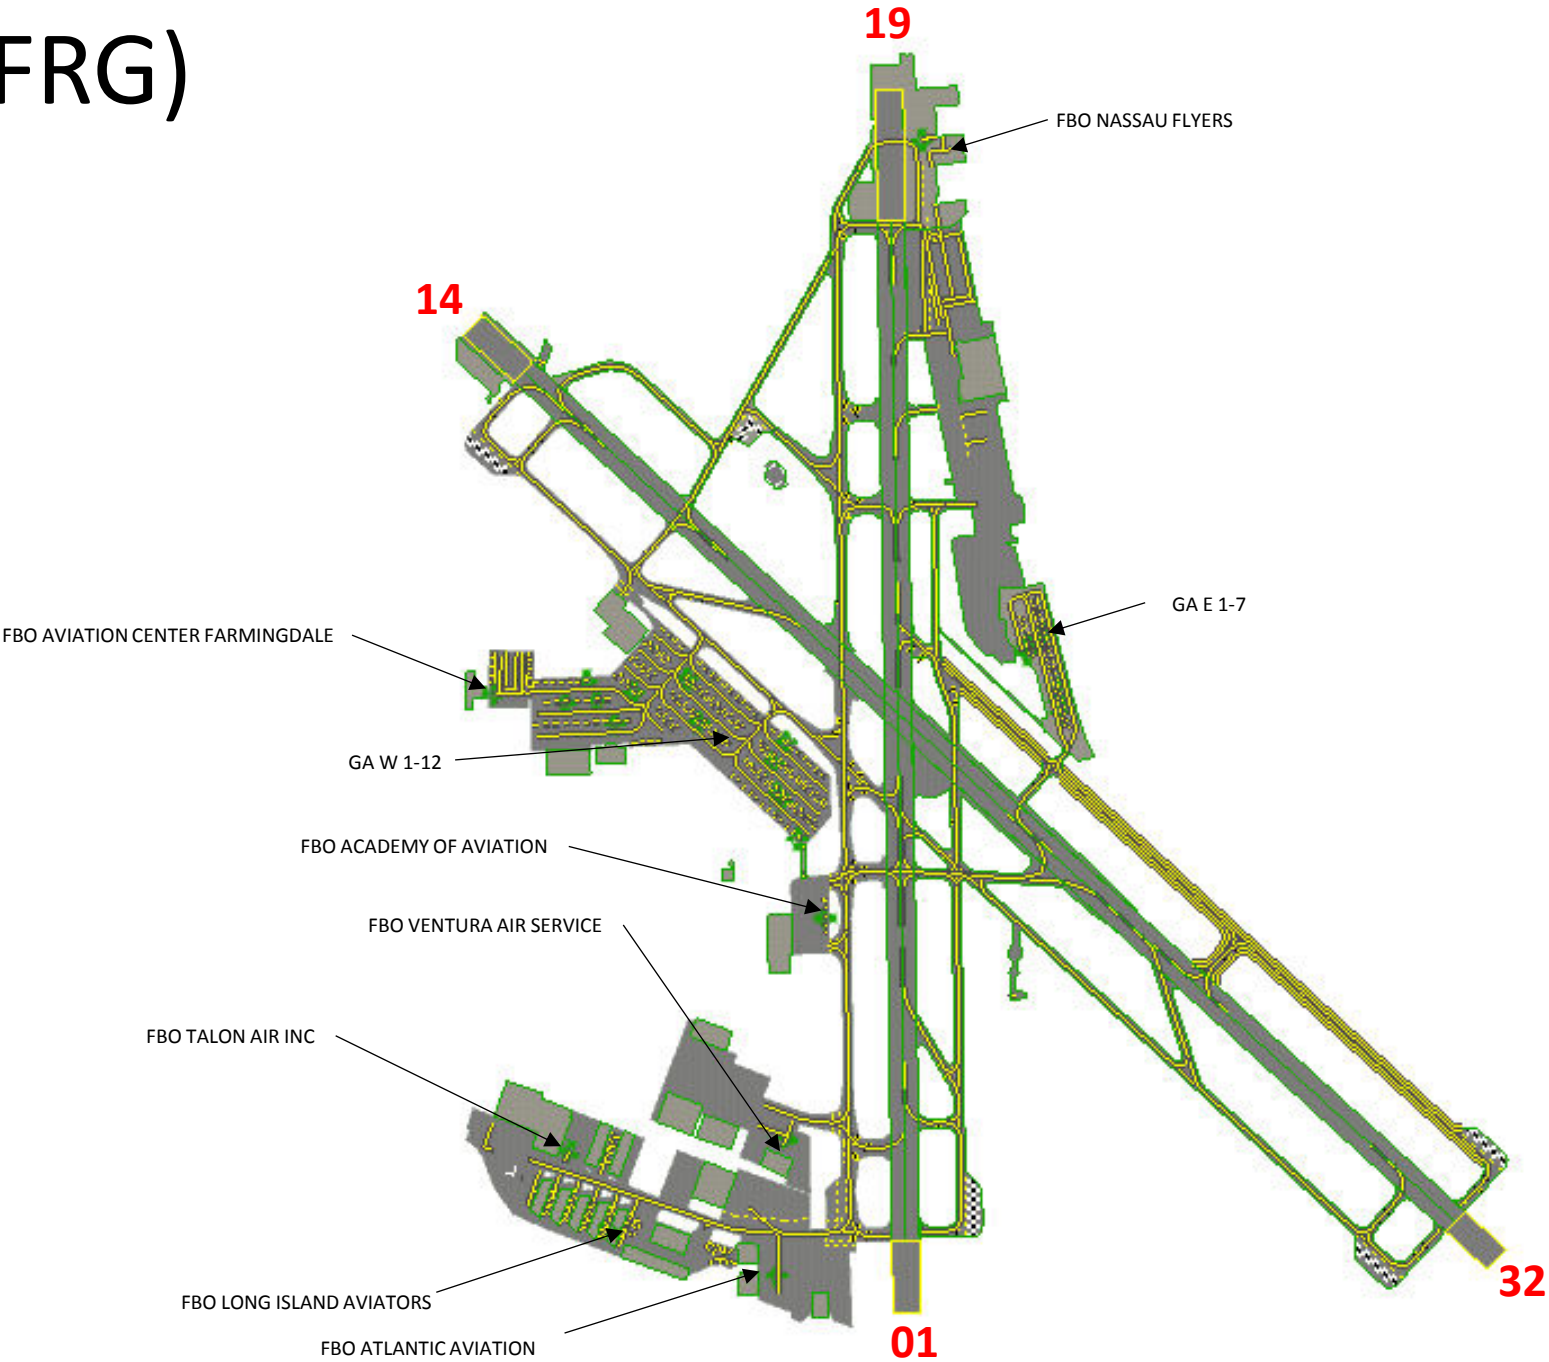 FRG)
19
FBO NASSAU FLYERS
14
GA E 1-7
FBO AVIATION CENTER FARMINGDALE
GA W 1-12
FBO ACADEMY OF AVIATION
FBO VENTURA AIR SERVICE
FBO TALON AIR INC
32
FBO LONG ISLAND AVIATORS
01
FBO ATLANTIC AVIATION